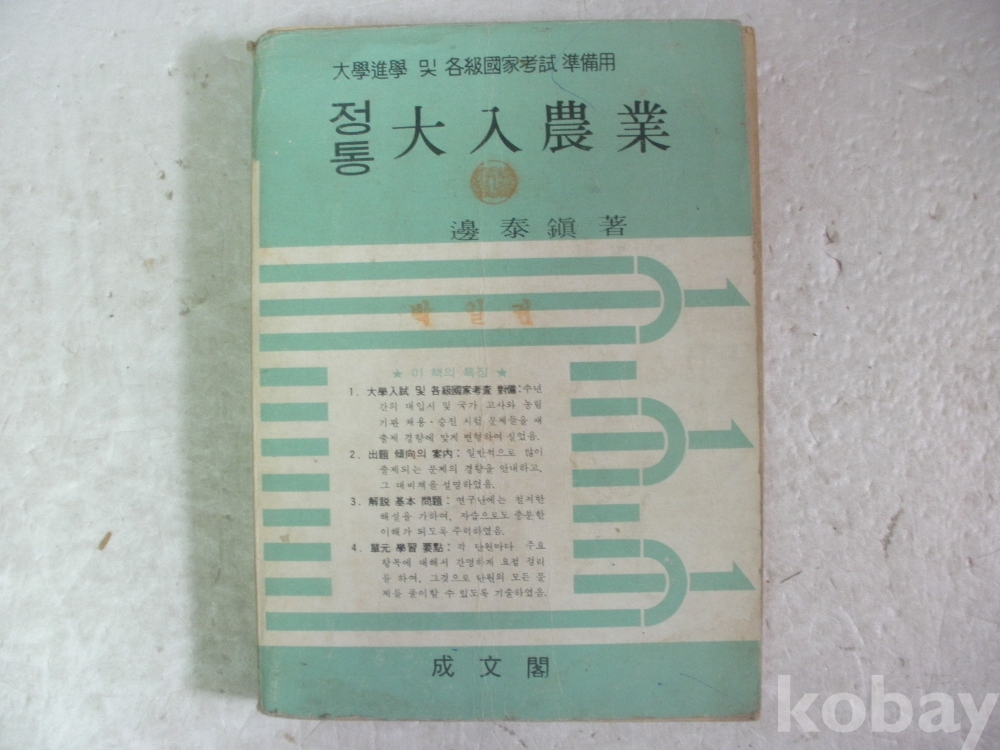 大學進學 및 各級國家考試 準備用
정통 大入農業
邊泰鎭 著
★ 이 책의 특징 ★
1. 大學入試 및 各級國家考査 對備: 수년
간의 대입시 및 국가 고사와 농림
기관 채용·승진 시험 문제들을 새
출제 경향에 맞게 변형하여 실었음.
2. 出題 傾向의 案內: 일반적으로 많이
출제되는 문제의 경향을 안내하고,
그 대비책을 설명하였음.
3. 解說 基本 問題: 연구난에는 철저한
해설을 가하여, 자습으로도 충분한
이해가 되도록 주력하였음.
4. 單元 學習 要點: 각 단원마다 주요
항목에 대해서 간명하게 요점 정리
를 하여, 그것으로 단원의 모든 문
제를 풀이할 수 있도록 기술하였음.
成文閣
kobay